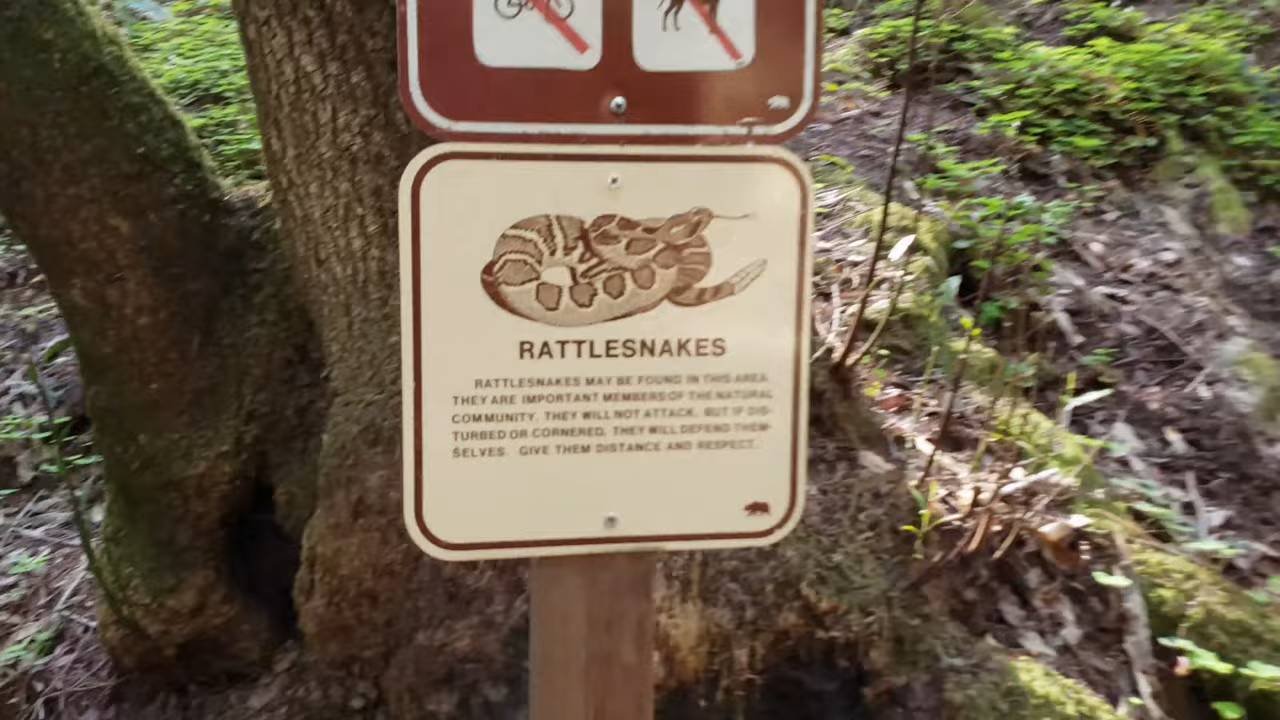 RATTLESNAKES
RATTLESNAKES MAY BE FOUND IN THIS AREA.
THEY ARE IMPORTANT MEMBERS OF THE NATURAL
COMMUNITY. THEY WILL NOT ATTACK, BUT IF DIS-
TURBED OR CORNERED, THEY WILL DEFEND THEM-
SELVES. GIVE THEM DISTANCE AND RESPECT.